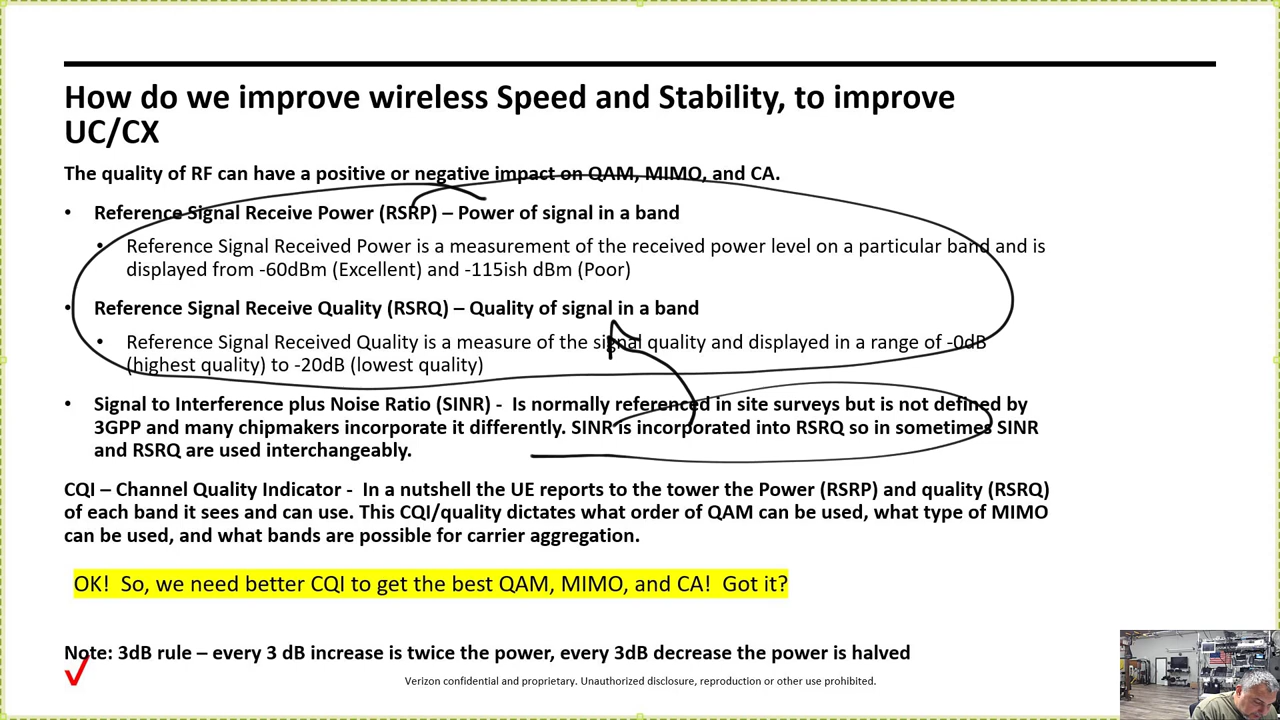 How do we improve wireless Speed and Stability, to improve
UC/CX
The quality of RF can have a positive or negative impact on QAM, MIMO, and CA.
• Reference Signal Receive Power (RSRP) – Power of signal in a band
• Reference Signal Received Power is a measurement of the received power level on a particular band and is
displayed from -60dBm (Excellent) and -115ish dBm (Poor)
• Reference Signal Receive Quality (RSRQ) – Quality of signal in a band
• Reference Signal Received Quality is a measure of the signal quality and displayed in a range of -0dB
(highest quality) to -20dB (lowest quality)
• Signal to Interference plus Noise Ratio (SINR) - Is normally referenced in site surveys but is not defined by
3GPP and many chipmakers incorporate it differently. SINR is incorporated into RSRQ so in sometimes SINR
and RSRQ are used interchangeably.
CQI – Channel Quality Indicator - In a nutshell the UE reports to the tower the Power (RSRP) and quality (RSRQ)
of each band it sees and can use. This CQI/quality dictates what order of QAM can be used, what type of MIMO
can be used, and what bands are possible for carrier aggregation.
OK! So, we need better CQI to get the best QAM, MIMO, and CA! Got it?
Note: 3dB rule – every 3 dB increase is twice the power, every 3dB decrease the power is halved
Verizon confidential and proprietary. Unauthorized disclosure, reproduction or other use prohibited.